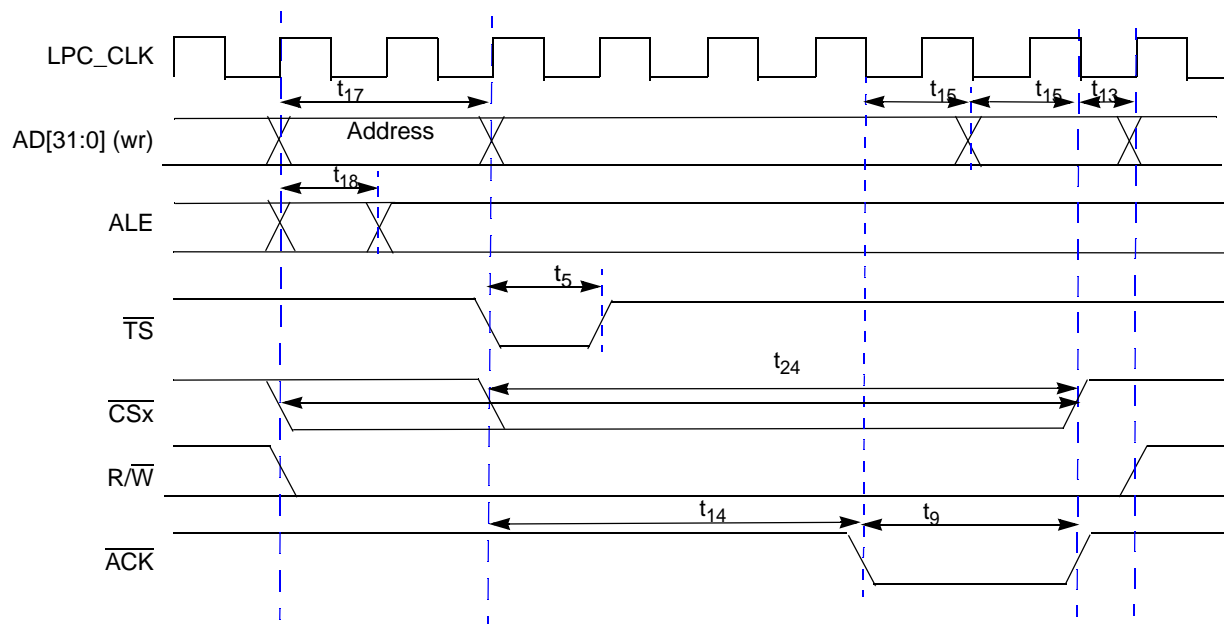 LPC_CLK
t17 t15 t15 t13
AD[31:0] (wr) Address
t18
ALE
t5
TS
t24
CSx
R/W
t14 t9
ACK